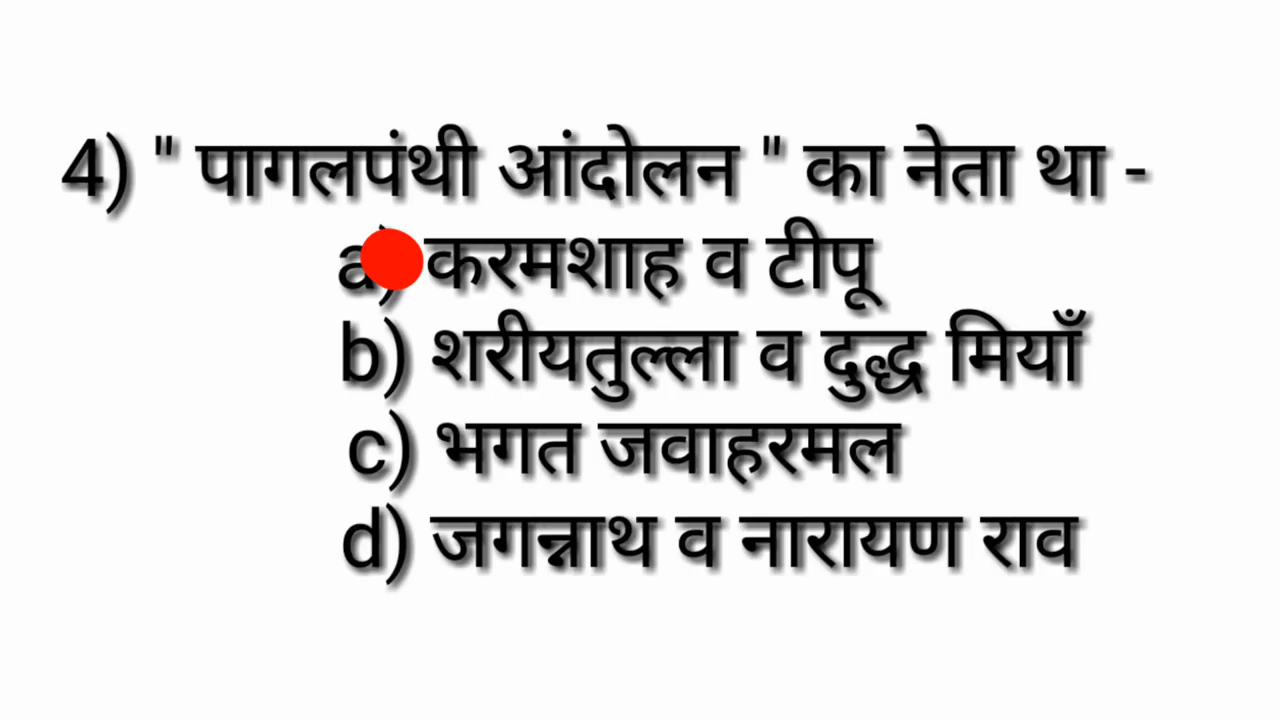 4) " पागलपंथी आंदोलन " का नेता था -
a) करमशाह व टीपू
b) शरीयतुल्ला व दुद्ध मियाँ
c) भगत जवाहरमल
d) जगन्नाथ व नारायण राव